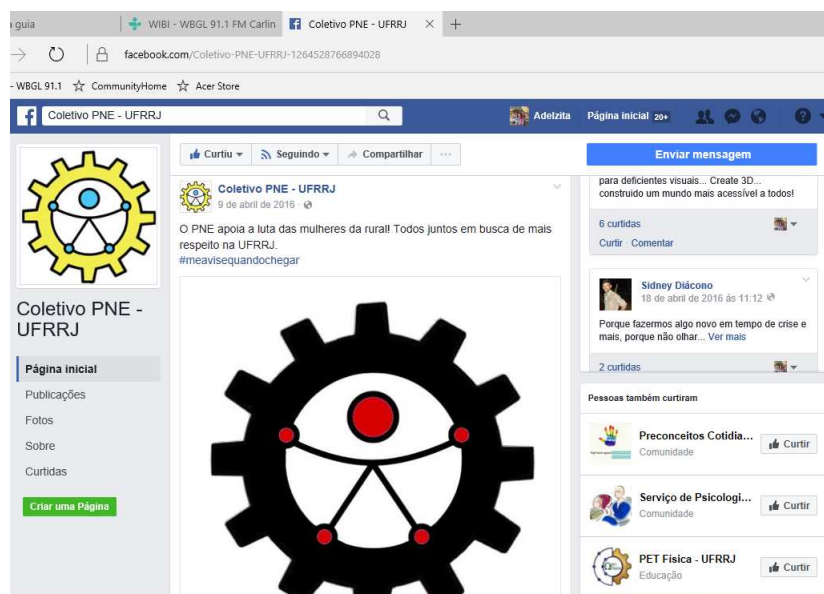 guia
WIBI - WBGL 91.1 FM Carlin
Coletivo PNE - UFRRJ
facebook.com/Coletivo-PNE-UFRRJ-1264528766894028
- WBGL 91.1
CommunityHome
Acer Store
Coletivo PNE - UFRRJ
Adelzita
Página inicial 20+
Curtiu
Seguindo
Compartilhar
Enviar mensagem
Coletivo PNE - UFRRJ
9 de abril de 2016
O PNE apoia a luta das mulheres da rural! Todos juntos em busca de mais
respeito na UFRRJ.
#meavisequandochegar
Coletivo PNE -
UFRRJ
Página inicial
Publicações
Fotos
Sobre
Curtidas
Criar uma Página
para deficientes visuais... Create 3D...
construido um mundo mais acessível a todos!
6 curtidas
Curtir · Comentar
Sidney Diácono
18 de abril de 2016 às 11:12
Porque fazermos algo novo em tempo de crise e
mais, porque não olhar... Ver mais
2 curtidas
Pessoas também curtiram
Preconceitos Cotidia...
Comunidade
Curtir
Serviço de Psicologi...
Comunidade
Curtir
PET Física - UFRRJ
Educação
Curtir